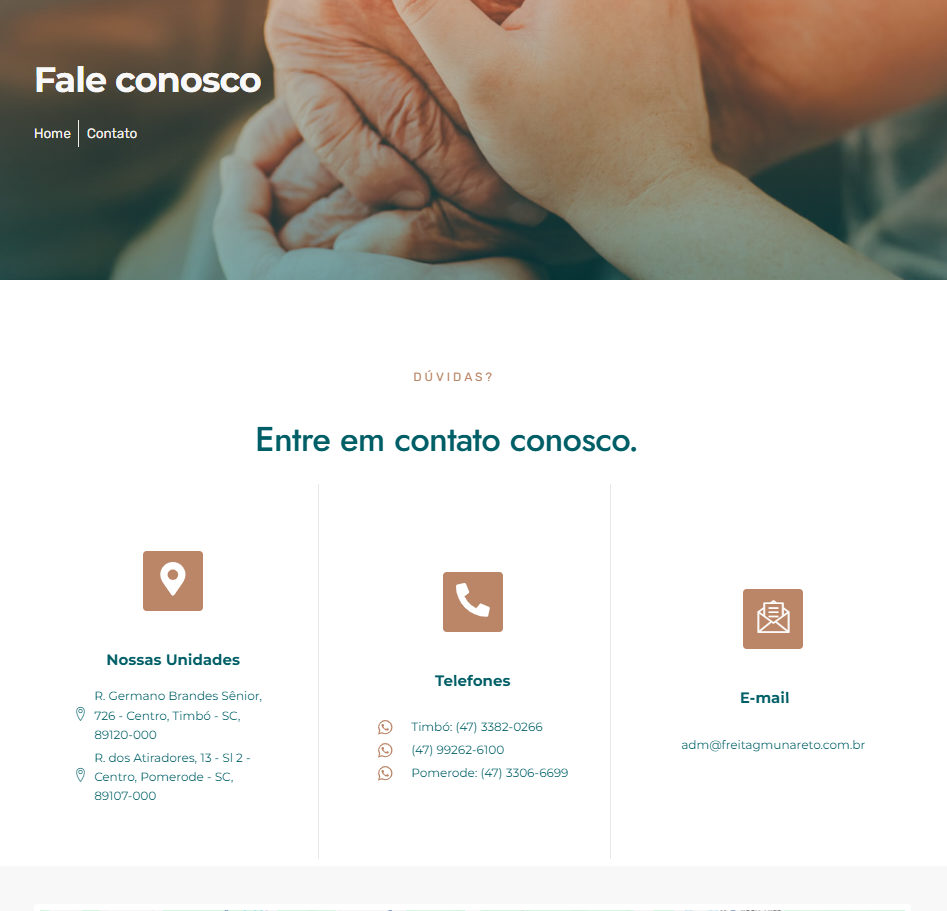 Fale conosco
Home
Contato
DÚVIDAS?
Entre em contato conosco.
Nossas Unidades
R. Germano Brandes Sênior,
726 - Centro, Timbó - SC,
89120-000
R. dos Atiradores, 13 - Sl 2 -
Centro, Pomerode - SC,
89107-000
Telefones
Timbó: (47) 3382-0266
(47) 99262-6100
Pomerode: (47) 3306-6699
E-mail
adm@freitagmunareto.com.br